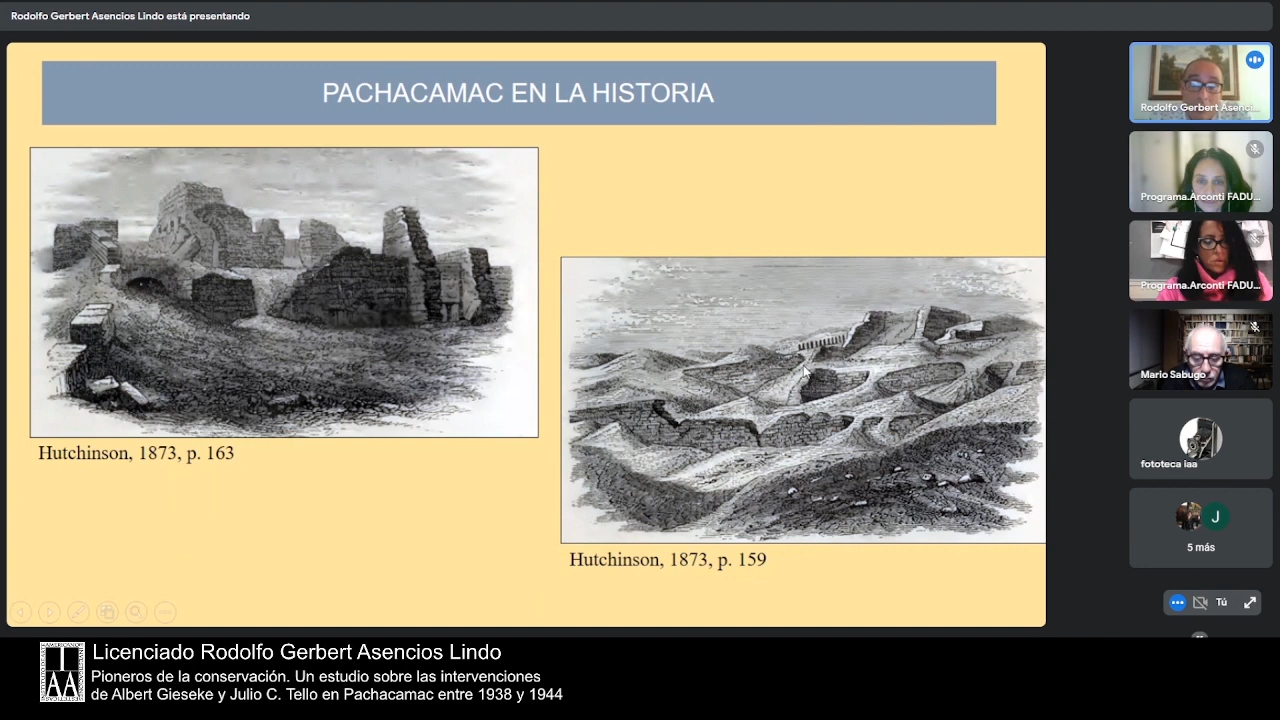 Rodolfo Gerbert Asencios Lindo está presentando
PACHACAMAC EN LA HISTORIA
Hutchinson, 1873, p. 163
Hutchinson, 1873, p. 159
Rodolfo Gerbert Asenci...
Programa.Arconti FADU...
Programa.Arconti FADU...
Mario Sabugo
fototeca iaa
J
5 más
Tú
IAA
Licenciado Rodolfo Gerbert Asencios Lindo
Pioneros de la conservación. Un estudio sobre las intervenciones
de Albert Gieseke y Julio C. Tello en Pachacamac entre 1938 y 1944